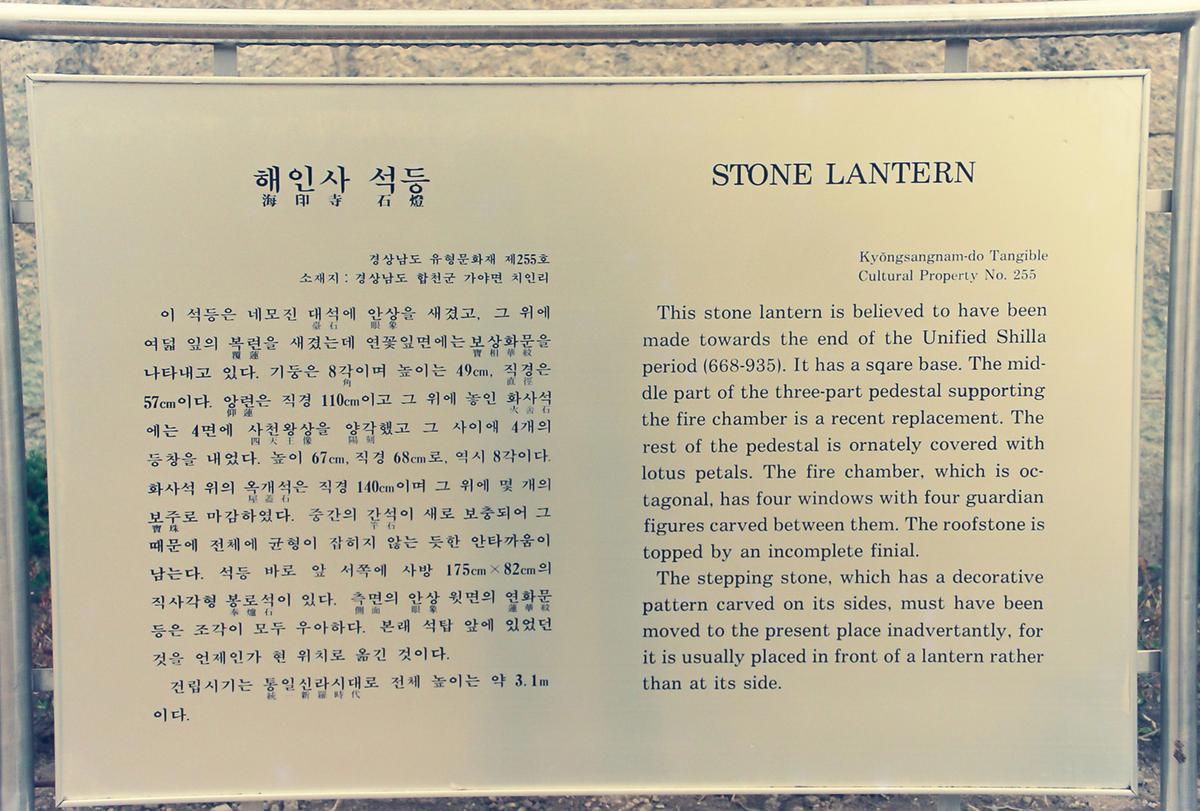 해인사 석등
海印寺 石燈
경상남도 유형문화재 제255호
소재지 : 경상남도 합천군 가야면 치인리
이 석등은 네모진 대석에 안상을 새겼고, 그 위에
臺石 眼象
여덟 잎의 복련을 새겼는데 연꽃잎면에는 보상화문을
覆蓮 寶相華紋
나타내고 있다. 기둥은 8각이며 높이는 49cm, 직경은
角 直徑
57cm이다. 앙련은 직경 110cm이고 그 위에 놓인 화사석
仰蓮 火舍石
에는 4면에 사천왕상을 양각했고 그 사이에 4개의
四天王像 陽刻
등창을 내었다. 높이 67cm, 직경 68cm로, 역시 8각이다.
화사석 위의 옥개석은 직경 140cm이며 그 위에 몇 개의
屋蓋石
보주로 마감하였다. 중간의 간석이 새로 보충되어 그
寶珠 竿石
때문에 전체에 균형이 잡히지 않는 듯한 안타까움이
남는다. 석등 바로 앞 서쪽에 사방 175cm×82cm의
직사각형 봉로석이 있다. 측면의 안상 윗면의 연화문
奉爐石 側面 眼象 蓮華紋
등은 조각이 모두 우아하다. 본래 석탑 앞에 있었던
것을 언제인가 현 위치로 옮긴 것이다.
건립시기는 통일신라시대로 전체 높이는 약 3.1m
統一新羅時代
이다.
STONE LANTERN
Kyŏngsangnam-do Tangible
Cultural Property No. 255
This stone lantern is believed to have been
made towards the end of the Unified Shilla
period (668-935). It has a sqare base. The mid-
dle part of the three-part pedestal supporting
the fire chamber is a recent replacement. The
rest of the pedestal is ornately covered with
lotus petals. The fire chamber, which is oc-
tagonal, has four windows with four guardian
figures carved between them. The roofstone is
topped by an incomplete finial.
The stepping stone, which has a decorative
pattern carved on its sides, must have been
moved to the present place inadvertantly, for
it is usually placed in front of a lantern rather
than at its side.